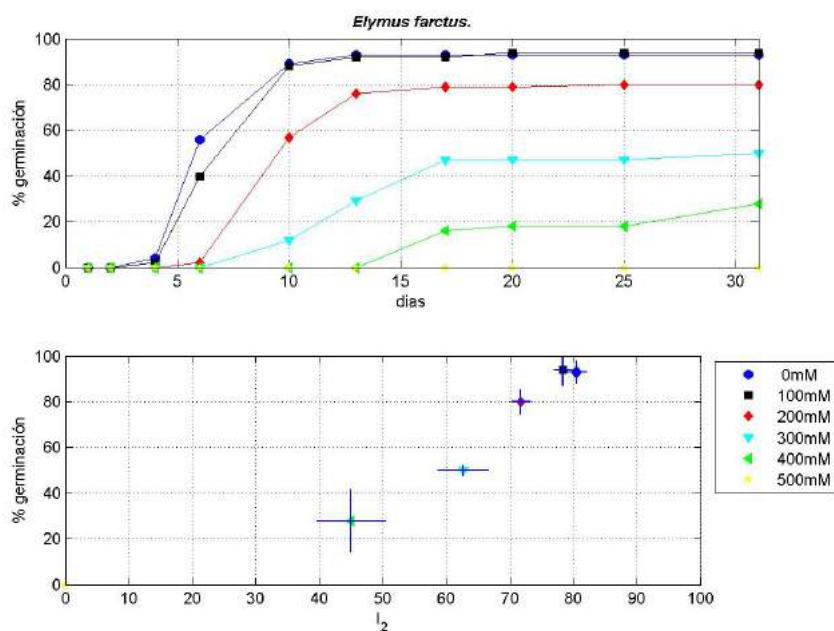 Elymus farctus.
100
80
60
40
20
0
% germinación
0 5 10 15 20 25 30
dias
100
80
60
40
20
0
% germinación
0 10 20 30 40 50 60 70 80 90 100
I2
0mM
100mM
200mM
300mM
400mM
500mM